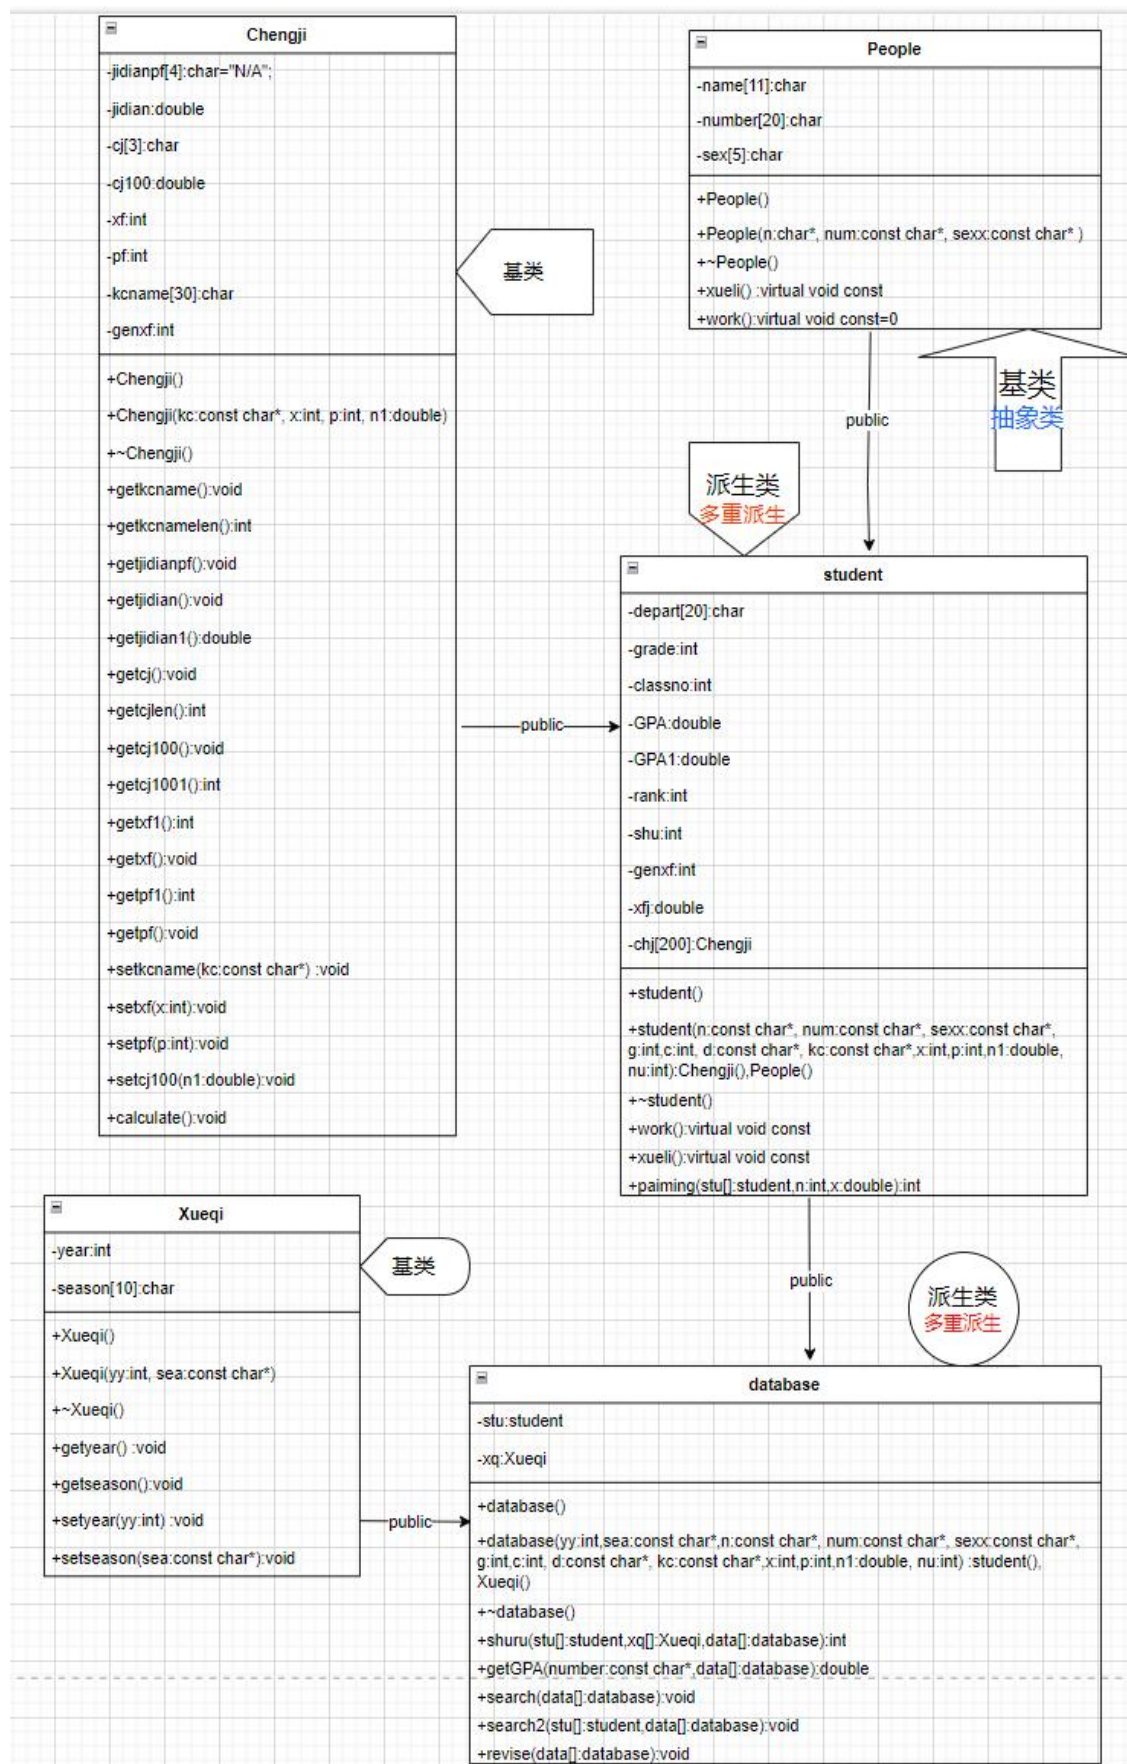 Chengji
-jidianpf[4]:char="N/A";
-jidian:double
-cj[3]:char
-cj100:double
-xf:int
-pf:int
-kcname[30]:char
-genxf:int
+Chengji()
+Chengji(kc:const char*, x:int, p:int, n1:double)
+~Chengji()
+getkcname():void
+getkcnamelen():int
+getjidianpf():void
+getjidian():void
+getjidian1():double
+getcj():void
+getcjlen():int
+getcj100():void
+getcj1001():int
+getxf1():int
+getxf():void
+getpf1():int
+getpf():void
+setkcname(kc:const char*) :void
+setxf(x:int):void
+setpf(p:int):void
+setcj100(n1:double):void
+calculate():void
基类
People
-name[11]:char
-number[20]:char
-sex[5]:char
+People()
+People(n:char*, num:const char*, sexx:const char* )
+~People()
+xueli() :virtual void const
+work():virtual void const=0
基类
抽象类
public
派生类
多重派生
public
student
-depart[20]:char
-grade:int
-classno:int
-GPA:double
-GPA1:double
-rank:int
-shu:int
-genxf:int
-xfj:double
-chj[200]:Chengji
+student()
+student(n:const char*, num:const char*, sexx:const char*,
g:int,c:int, d:const char*, kc:const char*,x:int,p:int,n1:double,
nu:int):Chengji(),People()
+~student()
+work():virtual void const
+xueli():virtual void const
+paiming(stu[]:student,n:int,x:double):int
Xueqi
-year:int
-season[10]:char
+Xueqi()
+Xueqi(yy:int, sea:const char*)
+~Xueqi()
+getyear() :void
+getseason():void
+setyear(yy:int) :void
+setseason(sea:const char*):void
基类
public
派生类
多重派生
public
database
-stu:student
-xq:Xueqi
+database()
+database(yy:int,sea:const char*,n:const char*, num:const char*, sexx:const char*,
g:int,c:int, d:const char*, kc:const char*,x:int,p:int,n1:double, nu:int) :student(),
Xueqi()
+~database()
+shuru(stu[]:student,xq[]:Xueqi,data[]:database):int
+getGPA(number:const char*,data[]:database):double
+search(data[]:database):void
+search2(stu[]:student,data[]:database):void
+revise(data[]:database):void